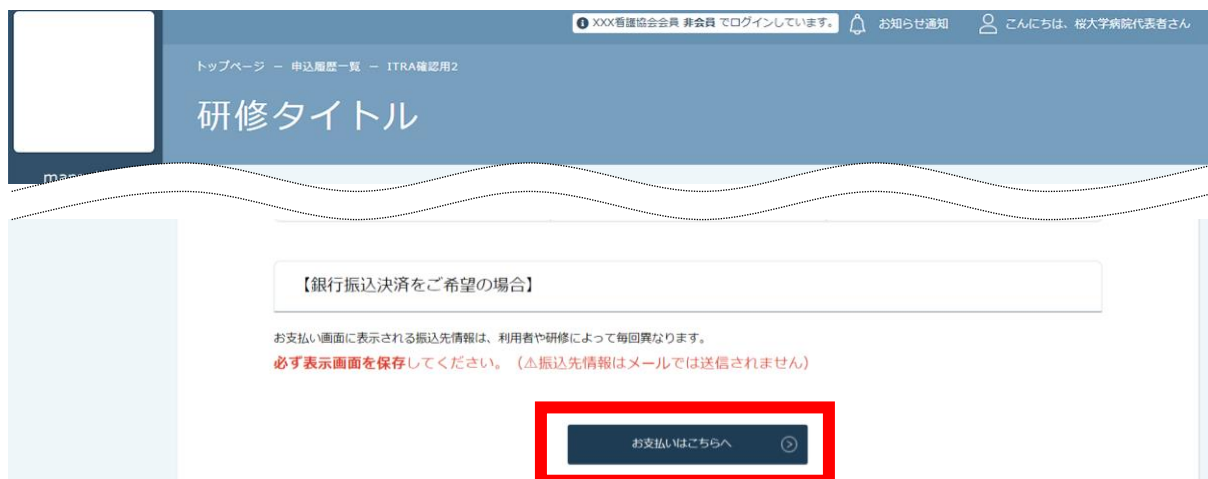 XXX看護協会会員 非会員 でログインしています。 お知らせ通知 こんにちは、桜大学病院代表者さん
トップページ － 申込履歴一覧 － ITRA確認用2
研修タイトル
【銀行振込決済をご希望の場合】
お支払い画面に表示される振込先情報は、利用者や研修によって毎回異なります。
必ず表示画面を保存してください。（⚠振込先情報はメールでは送信されません）
お支払いはこちらへ